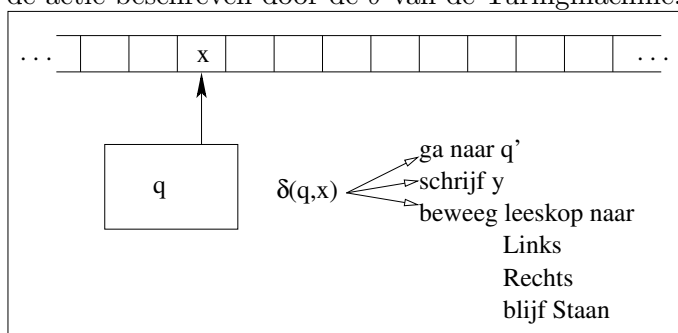 de actie beschreven door de δ van de Turingmachine.
... x ...
ga naar q'
q δ(q,x) schrijf y
beweeg leeskop naar
Links
Rechts
blijf Staan